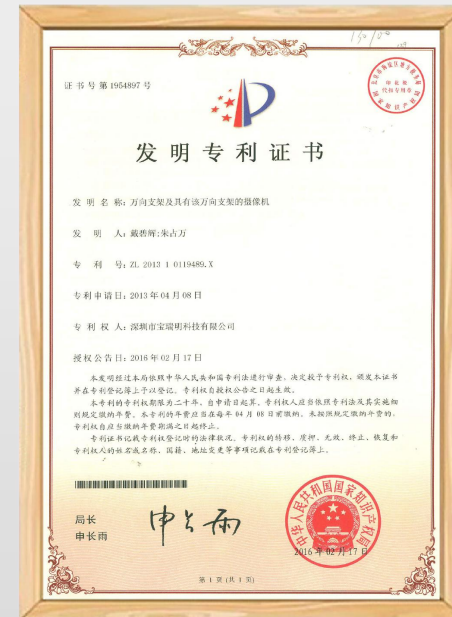 证书号第1954897号
发明专利证书
发 明 名 称：万向支架及具有该万向支架的摄像机
发 明 人：戴碧辉;朱占万
专 利 号：ZL 2013 1 0119489.X
专利申请日：2013年04月08日
专 利 权 人：深圳市宝瑞明科技有限公司
授权公告日：2016年02月17日
本发明经过本局依照中华人民共和国专利法进行审查，决定授予专利权，颁发本证书
并在专利登记簿上予以登记。专利权自授权公告之日起生效。
本专利的专利权期限为二十年，自申请日起算。专利权人应当依照专利法及其实施细
则规定缴纳年费。本专利的年费应当在每年04月08日前缴纳。未按照规定缴纳年费的，
专利权自应当缴纳年费期满之日起终止。
专利证书记载专利权登记时的法律状况。专利权的转移、质押、无效、终止、恢复和
专利权人的姓名或名称、国籍、地址变更等事项记载在专利登记簿上。
局长
申长雨
申长雨
中华人民共和国国家知识产权局
2016年02月17日
第 1 页 (共 1 页)